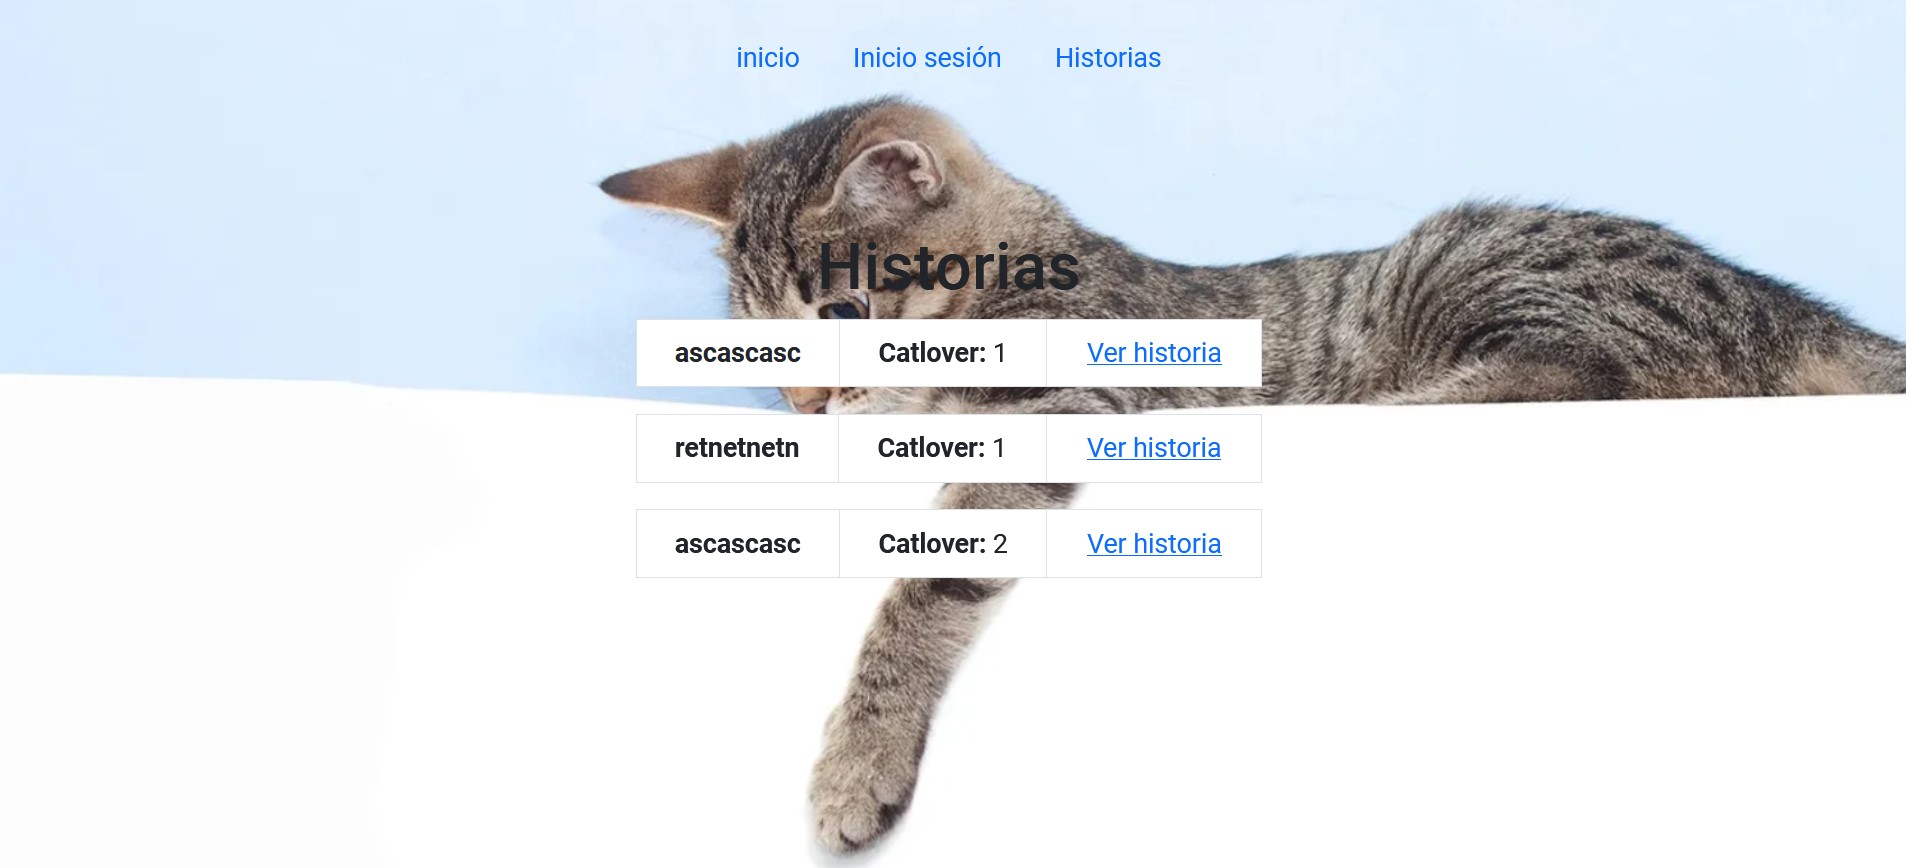 inicio Inicio sesión Historias
Historias
ascascasc Catlover: 1 Ver historia
retnetnetn Catlover: 1 Ver historia
ascascasc Catlover: 2 Ver historia